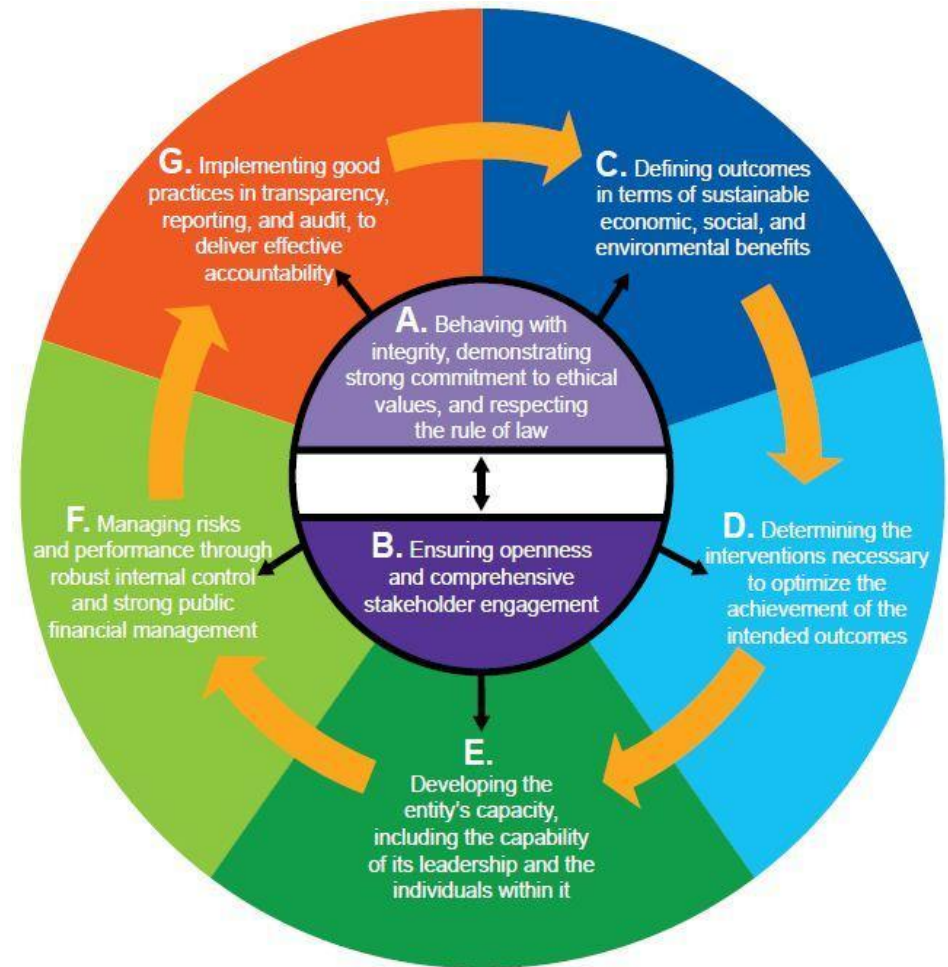 G. Implementing good
practices in transparency,
reporting, and audit, to
deliver effective
accountability
C. Defining outcomes
in terms of sustainable
economic, social, and
environmental benefits
A. Behaving with
integrity, demonstrating
strong commitment to ethical
values, and respecting
the rule of law
F. Managing risks
and performance through
robust internal control
and strong public
financial management
B. Ensuring openness
and comprehensive
stakeholder engagement
D. Determining the
interventions necessary
to optimize the
achievement of the
intended outcomes
E.
Developing the
entity's capacity,
including the capability
of its leadership and the
individuals within it